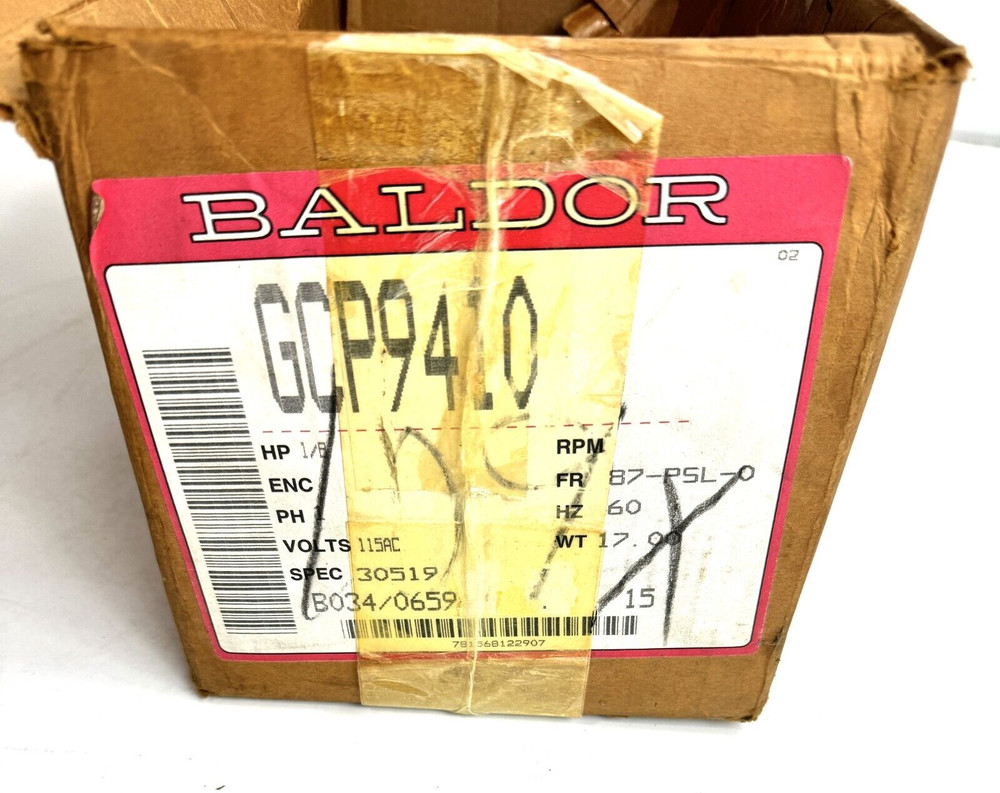 BALDOR
02
GCP9410
HP 1/8 RPM
ENC FR 87-PSL-O
PH 1 HZ 60
VOLTS 115AC WT 17.00
SPEC 30519
B034/0659 . 15
781568122907